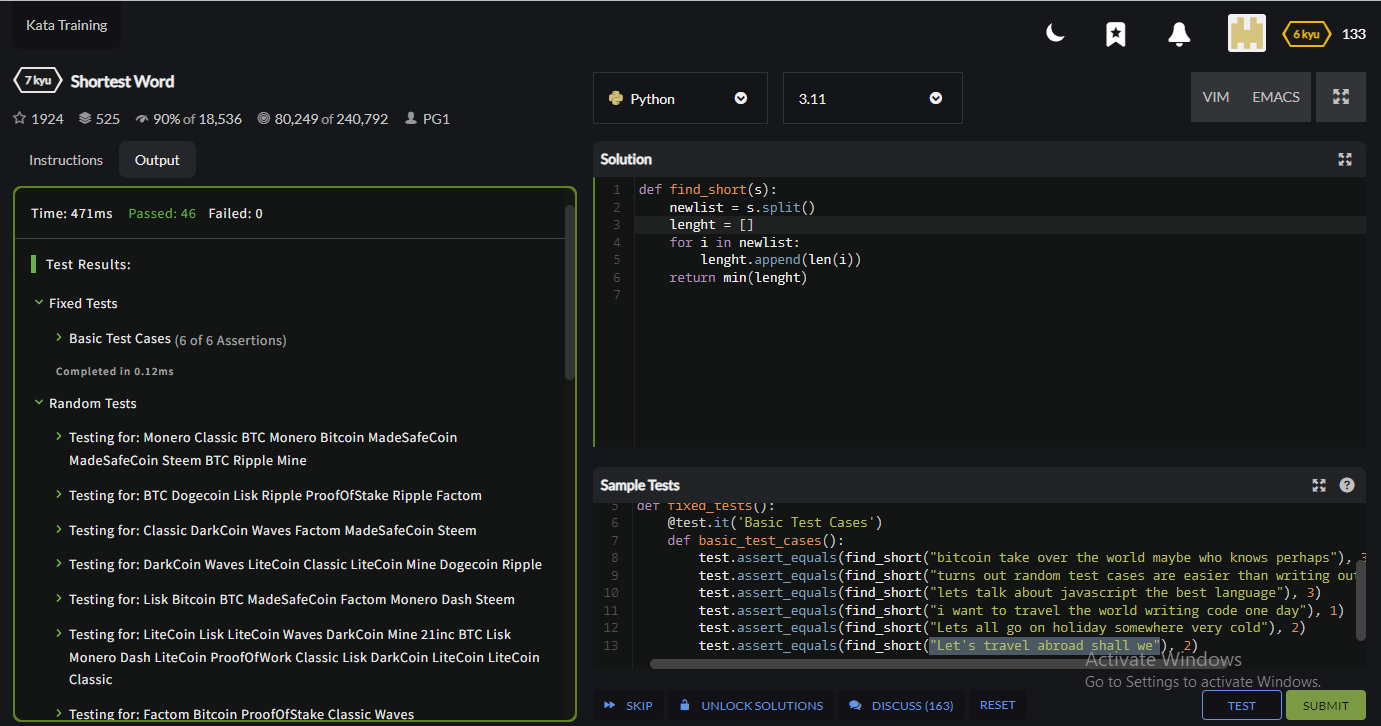 Kata Training
6 kyu 133
7 kyu Shortest Word
1924 525 90% of 18,536 80,249 of 240,792 PG1
Instructions Output
Time: 471ms Passed: 46 Failed: 0
Test Results:
Fixed Tests
Basic Test Cases (6 of 6 Assertions)
Completed in 0.12ms
Random Tests
Testing for: Monero Classic BTC Monero Bitcoin MadeSafeCoin
MadeSafeCoin Steem BTC Ripple Mine
Testing for: BTC Dogecoin Lisk Ripple ProofOfStake Ripple Factom
Testing for: Classic DarkCoin Waves Factom MadeSafeCoin Steem
Testing for: DarkCoin Waves LiteCoin Classic LiteCoin Mine Dogecoin Ripple
Testing for: Lisk Bitcoin BTC MadeSafeCoin Factom Monero Dash Steem
Testing for: LiteCoin Lisk LiteCoin Waves DarkCoin Mine 21inc BTC Lisk
Monero Dash LiteCoin ProofOfWork Classic Lisk DarkCoin LiteCoin LiteCoin
Classic
Testing for: Factom Bitcoin ProofOfStake Classic Waves
Python 3.11 VIM EMACS
Solution
1 def find_short(s):
2 newlist = s.split()
3 lenght = []
4 for i in newlist:
5 lenght.append(len(i))
6 return min(lenght)
7
Sample Tests
5 def fixed_tests():
6 @test.it('Basic Test Cases')
7 def basic_test_cases():
8 test.assert_equals(find_short("bitcoin take over the world maybe who knows perhaps"), 3
9 test.assert_equals(find_short("turns out random test cases are easier than writing out
10 test.assert_equals(find_short("lets talk about javascript the best language"), 3)
11 test.assert_equals(find_short("i want to travel the world writing code one day"), 1)
12 test.assert_equals(find_short("Lets all go on holiday somewhere very cold"), 2)
13 test.assert_equals(find_short("Let's travel abroad shall we"), 2)
Activate Windows
Go to Settings to activate Windows.
SKIP UNLOCK SOLUTIONS DISCUSS (163) RESET TEST SUBMIT